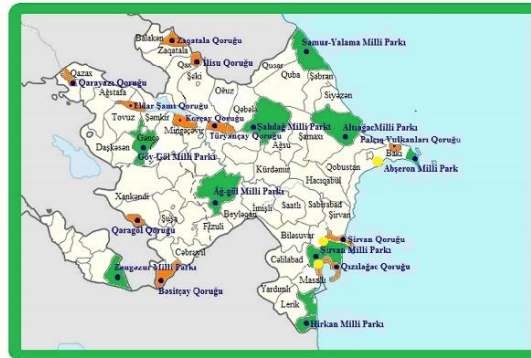 Balakən
Zaqatala Qoruğu
Zaqatala
Samur-Yalama Milli Parkı
Qax
İlisu Qoruğu
Qusar
Qazax
Şəki
Quba
Şabran
Qarayazı Qoruğu
Ağstafa
Oğuz
Siyəzən
Eldar Şamı Qoruğu
Qəbələ
Tovuz
Şəmkir
Korçay Qoruğu
Mingəçevir
Türyançay Qoruğu
Şahdağ Milli Parkı
Altıağac Milli Parkı
Gəncə
Şamaxı
Daşkəsən
Ağsu
Palçıq Vulkanları Qoruğu
Bakı
Göy-Göl Milli Parkı
Qobustan
Abşeron Milli Park
Kürdəmir
Hacıqabul
Ağ-göl Milli Parkı
Xankəndi
İmişli
Saatlı
Sabirabad
Şuşa
Beyləqan
Şirvan
Qaragöl Qoruğu
Füzuli
Biləsuvar
Şirvan Qoruğu
Şirvan Milli Parkı
Cəbrayıl
Cəlilabad
Qızılağac Qoruğu
Zəngəzur Milli Parkı
Bəsitçay Qoruğu
Masallı
Yardımlı
Lerik
Hirkan Milli Parkı